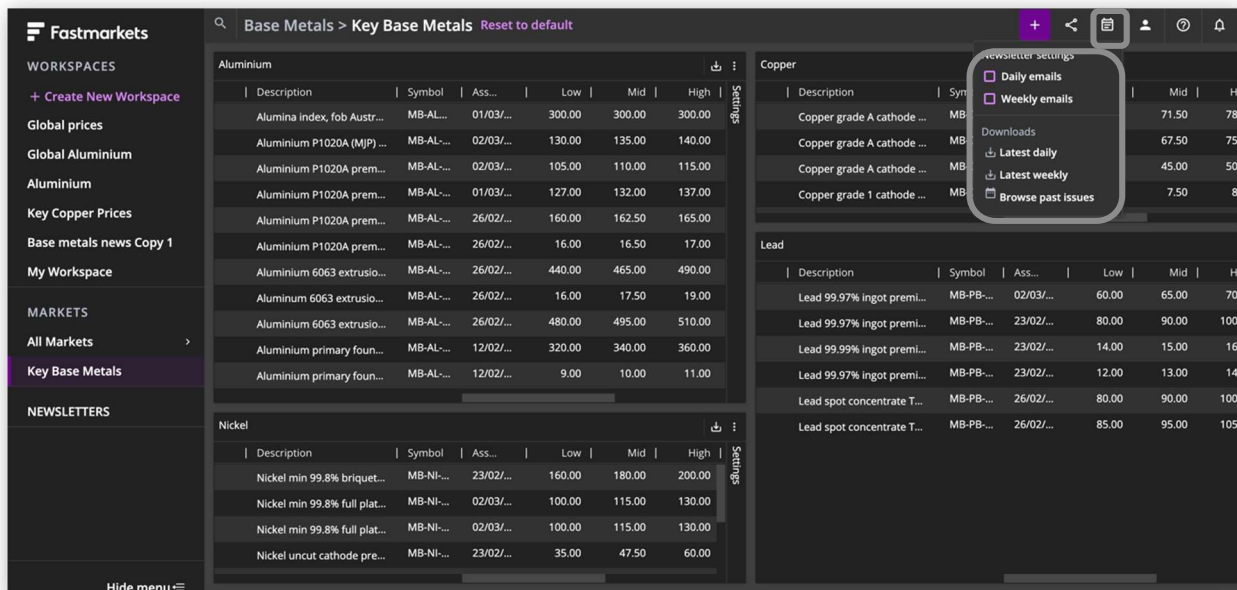 Fastmarkets
WORKSPACES
+ Create New Workspace
Global prices
Global Aluminium
Aluminium
Key Copper Prices
Base metals news Copy 1
My Workspace
MARKETS
All Markets
Key Base Metals
NEWSLETTERS
Hide menu
Base Metals > Key Base Metals Reset to default
Newsletter settings
Daily emails
Weekly emails
Downloads
Latest daily
Latest weekly
Browse past issues
Aluminium
Description Symbol Ass... Low Mid High
Alumina index, fob Austr... MB-AL... 01/03/... 300.00 300.00 300.00
Aluminium P1020A (MJP) ... MB-AL-... 02/03/... 130.00 135.00 140.00
Aluminium P1020A prem... MB-AL-... 02/03/... 105.00 110.00 115.00
Aluminium P1020A prem... MB-AL-... 01/03/... 127.00 132.00 137.00
Aluminium P1020A prem... MB-AL-... 26/02/... 160.00 162.50 165.00
Aluminium P1020A prem... MB-AL-... 26/02/... 16.00 16.50 17.00
Aluminium 6063 extrusio... MB-AL-... 26/02/... 440.00 465.00 490.00
Aluminum 6063 extrusio... MB-AL-... 26/02/... 16.00 17.50 19.00
Aluminium 6063 extrusio... MB-AL-... 26/02/... 480.00 495.00 510.00
Aluminium primary foun... MB-AL-... 12/02/... 320.00 340.00 360.00
Aluminium primary foun... MB-AL-... 12/02/... 9.00 10.00 11.00
Settings
Nickel
Description Symbol Ass... Low Mid High
Nickel min 99.8% briquet... MB-NI-... 23/02/... 160.00 180.00 200.00
Nickel min 99.8% full plat... MB-NI-... 02/03/... 100.00 115.00 130.00
Nickel min 99.8% full plat... MB-NI-... 02/03/... 100.00 115.00 130.00
Nickel uncut cathode pre... MB-NI-... 23/02/... 35.00 47.50 60.00
Settings
Copper
Description Sym Mid H
Copper grade A cathode ... MB- 71.50 78
Copper grade A cathode ... MB- 67.50 75
Copper grade A cathode ... MB- 45.00 50
Copper grade 1 cathode ... MB- 7.50 8
Lead
Description Symbol Ass... Low Mid H
Lead 99.97% ingot premi... MB-PB-... 02/03/... 60.00 65.00 70
Lead 99.97% ingot premi... MB-PB-... 23/02/... 80.00 90.00 100
Lead 99.99% ingot premi... MB-PB-... 23/02/... 14.00 15.00 16
Lead 99.97% ingot premi... MB-PB-... 23/02/... 12.00 13.00 14
Lead spot concentrate T... MB-PB-... 26/02/... 80.00 90.00 100
Lead spot concentrate T... MB-PB-... 26/02/... 85.00 95.00 105